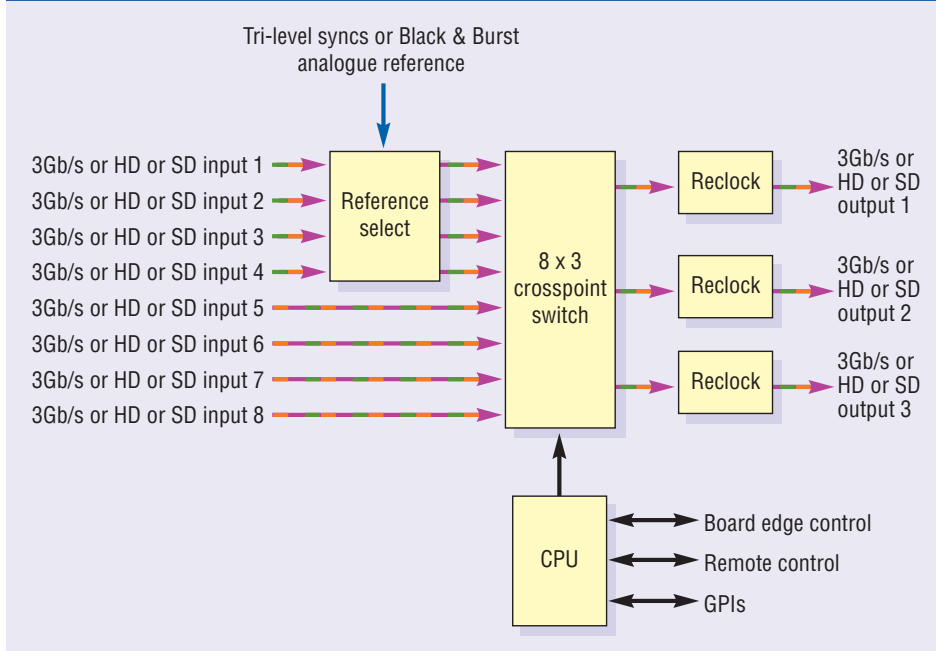 Tri-level syncs or Black & Burst
analogue reference
3Gb/s or HD or SD input 1
3Gb/s or HD or SD input 2
3Gb/s or HD or SD input 3
3Gb/s or HD or SD input 4
3Gb/s or HD or SD input 5
3Gb/s or HD or SD input 6
3Gb/s or HD or SD input 7
3Gb/s or HD or SD input 8
Reference
select
8 x 3
crosspoint
switch
Reclock
3Gb/s or
HD or SD
output 1
Reclock
3Gb/s or
HD or SD
output 2
Reclock
3Gb/s or
HD or SD
output 3
CPU
Board edge control
Remote control
GPIs